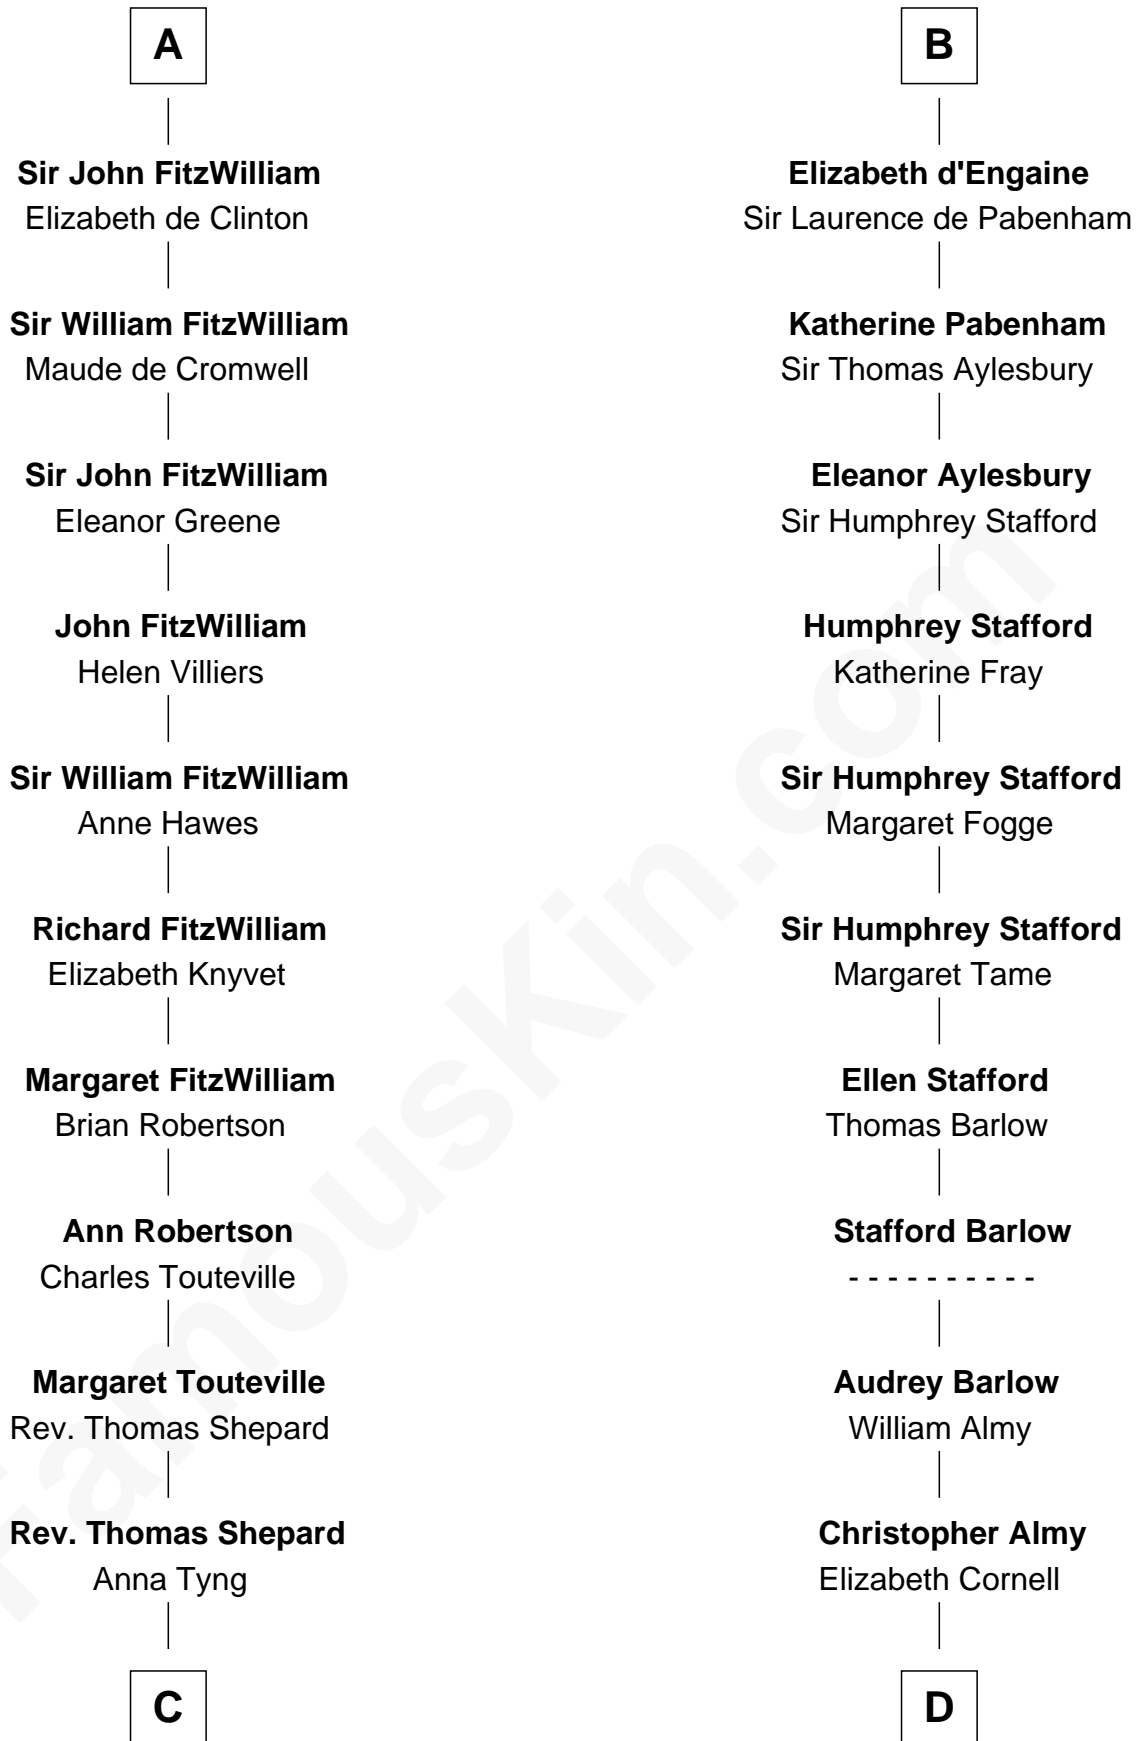 A
Sir John FitzWilliam
Elizabeth de Clinton
Sir William FitzWilliam
Maude de Cromwell
Sir John FitzWilliam
Eleanor Greene
John FitzWilliam
Helen Villiers
Sir William FitzWilliam
Anne Hawes
Richard FitzWilliam
Elizabeth Knyvet
Margaret FitzWilliam
Brian Robertson
Ann Robertson
Charles Touteville
Margaret Touteville
Rev. Thomas Shepard
Rev. Thomas Shepard
Anna Tyng
C
B
Elizabeth d'Engaine
Sir Laurence de Pabenham
Katherine Pabenham
Sir Thomas Aylesbury
Eleanor Aylesbury
Sir Humphrey Stafford
Humphrey Stafford
Katherine Fray
Sir Humphrey Stafford
Margaret Fogge
Sir Humphrey Stafford
Margaret Tame
Ellen Stafford
Thomas Barlow
Stafford Barlow
- - - - - - - - - -
Audrey Barlow
William Almy
Christopher Almy
Elizabeth Cornell
D
FamousKin.com